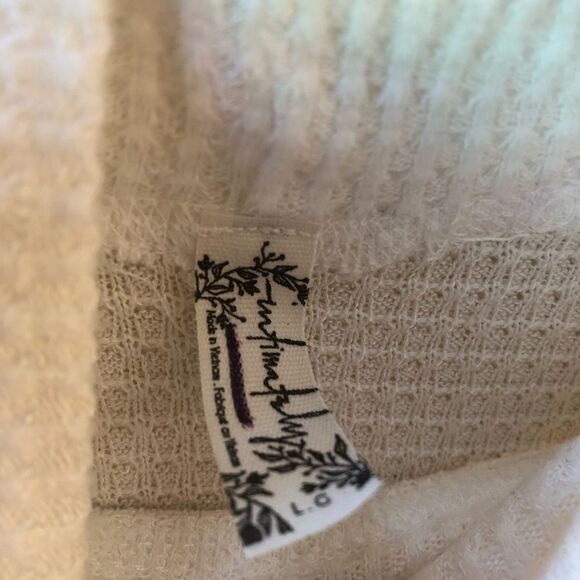 intimately
Made in Vietnam . Fabriqué au Vietnam
L.G